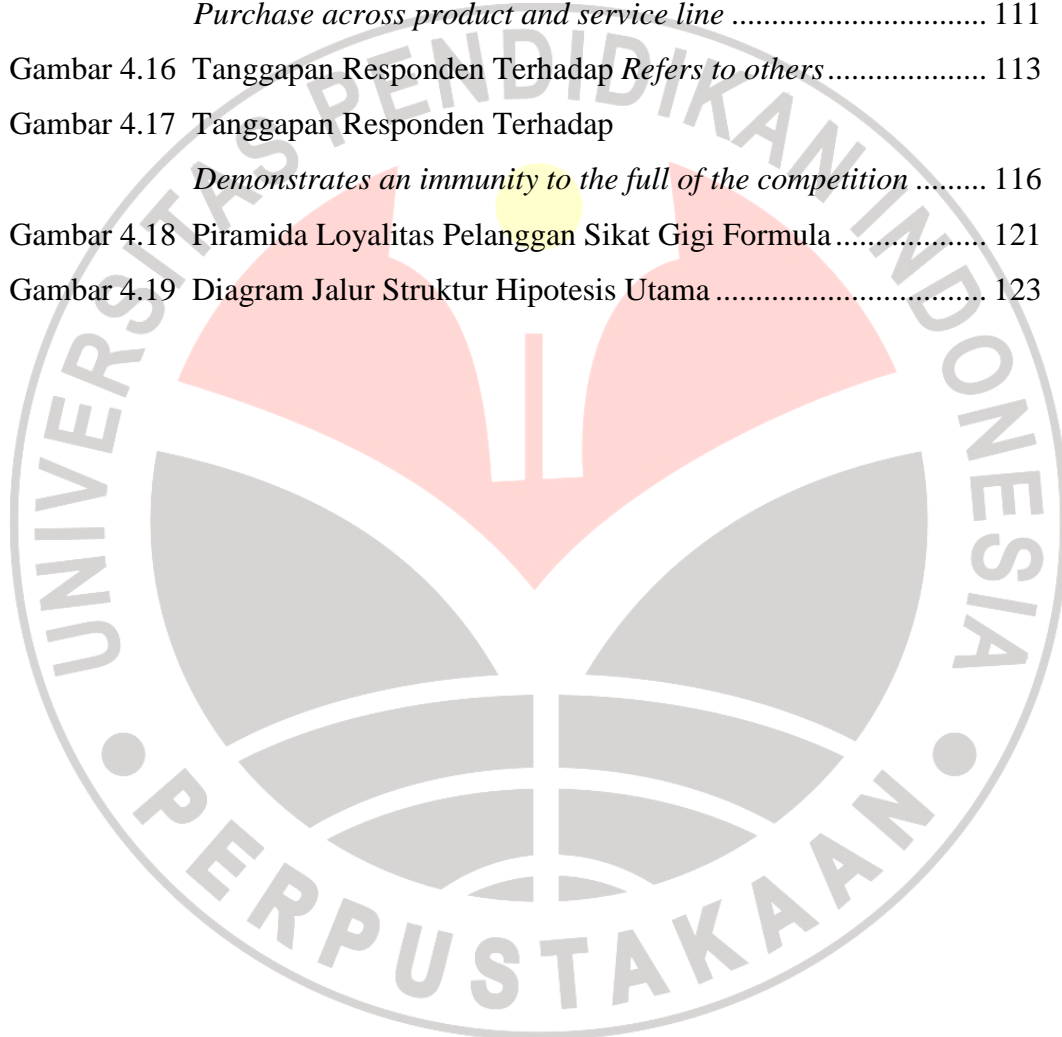 Purchase across product and service line ............................... 111
Gambar 4.16 Tanggapan Responden Terhadap Refers to others................... 113
Gambar 4.17 Tanggapan Responden Terhadap
Demonstrates an immunity to the full of the competition ......... 116
Gambar 4.18 Piramida Loyalitas Pelanggan Sikat Gigi Formula .................. 121
Gambar 4.19 Diagram Jalur Struktur Hipotesis Utama ................................ 123
UNIVERSITAS PENDIDIKAN INDONESIA
PERPUSTAKAAN